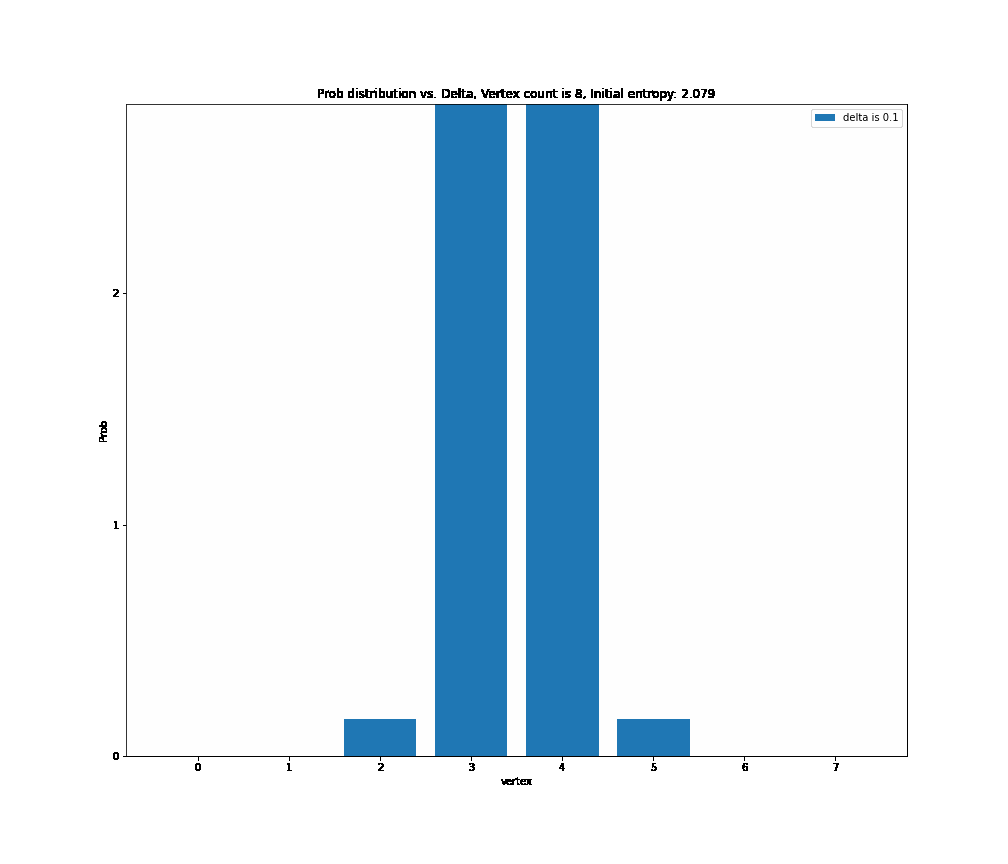 Prob distribution vs. Delta, Vertex count is 8, Initial entropy: 2.079
delta is 0.1
2
Prob
1
0
0 1 2 3 4 5 6 7
vertex